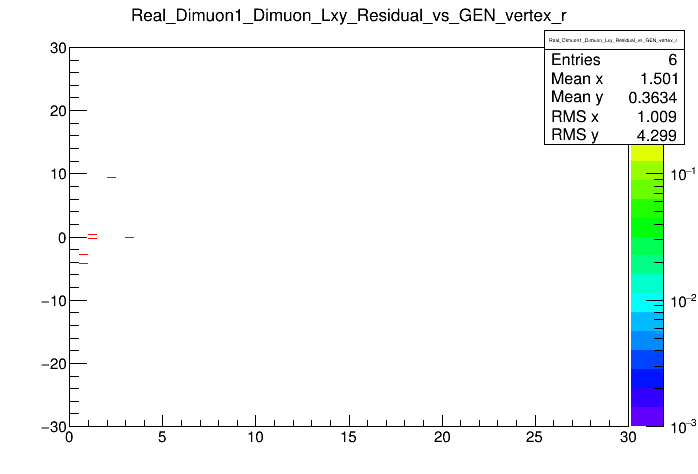 Real_Dimuon1_Dimuon_Lxy_Residual_vs_GEN_vertex_r
Real_Dimuon1_Dimuon_Lxy_Residual_vs_GEN_vertex_r
Entries 6
Mean x 1.501
Mean y 0.3634
RMS x 1.009
RMS y 4.299
30
20
10
0
−10
−20
−30
10⁻¹
10⁻²
10⁻³
0 5 10 15 20 25 30